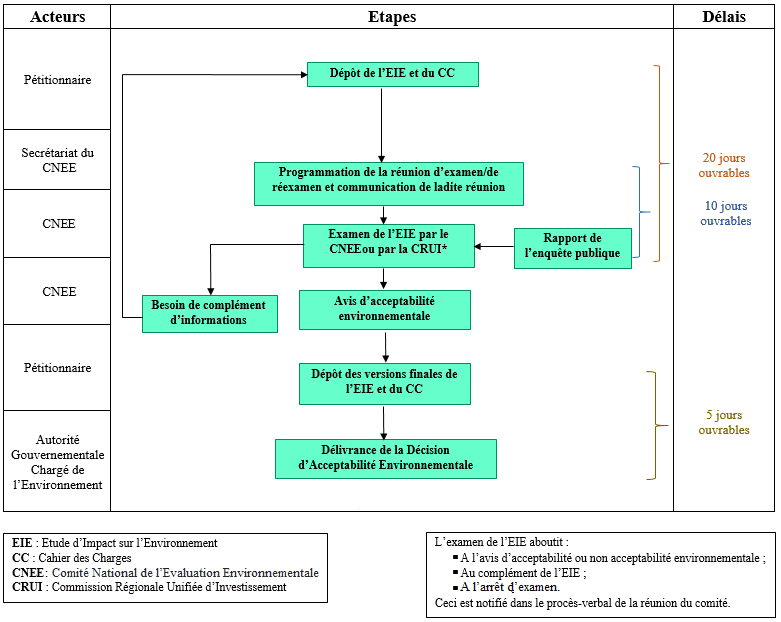 Acteurs
Etapes
Délais
Pétitionnaire
Dépôt de l'EIE et du CC
Secrétariat du
CNEE
Programmation de la réunion d'examen/de
réexamen et communication de ladite réunion
20 jours
ouvrables
10 jours
ouvrables
CNEE
Examen de l'EIE par le
CNEEou par la CRUI*
Rapport de
l'enquête publique
CNEE
Besoin de complément
d'informations
Avis d'acceptabilité
environnementale
Pétitionnaire
Dépôt des versions finales de
l'EIE et du CC
5 jours
ouvrables
Autorité
Gouvernementale
Chargé de
l'Environnement
Délivrance de la Décision
d'Acceptabilité Environnementale
EIE : Etude d'Impact sur l'Environnement
CC : Cahier des Charges
CNEE : Comité National de l'Evaluation Environnementale
CRUI : Commission Régionale Unifiée d'Investissement
L'examen de l'EIE aboutit :
▪ A l'avis d'acceptabilité ou non acceptabilité environnementale ;
▪ Au complément de l'EIE ;
▪ A l'arrêt d'examen.
Ceci est notifié dans le procès-verbal de la réunion du comité.